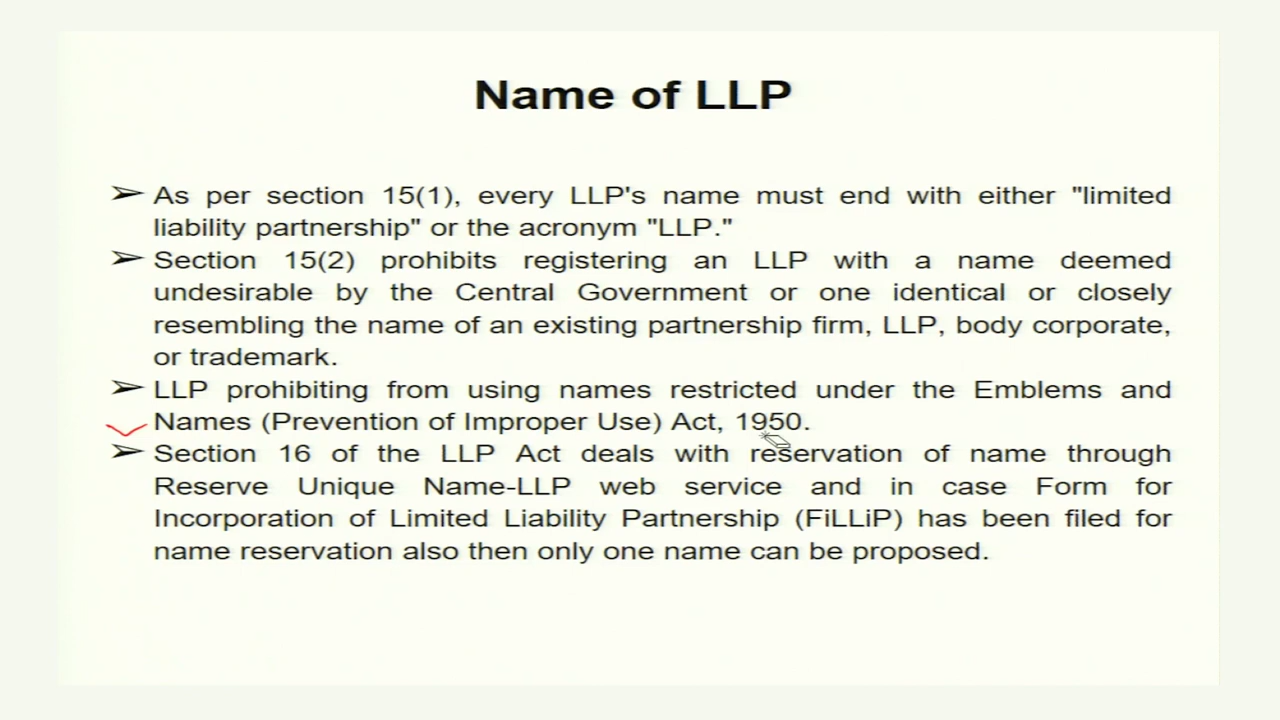 Name of LLP
➢ As per section 15(1), every LLP's name must end with either "limited
liability partnership" or the acronym "LLP."
➢ Section 15(2) prohibits registering an LLP with a name deemed
undesirable by the Central Government or one identical or closely
resembling the name of an existing partnership firm, LLP, body corporate,
or trademark.
➢ LLP prohibiting from using names restricted under the Emblems and
Names (Prevention of Improper Use) Act, 1950.
➢ Section 16 of the LLP Act deals with reservation of name through
Reserve Unique Name-LLP web service and in case Form for
Incorporation of Limited Liability Partnership (FiLLiP) has been filed for
name reservation also then only one name can be proposed.